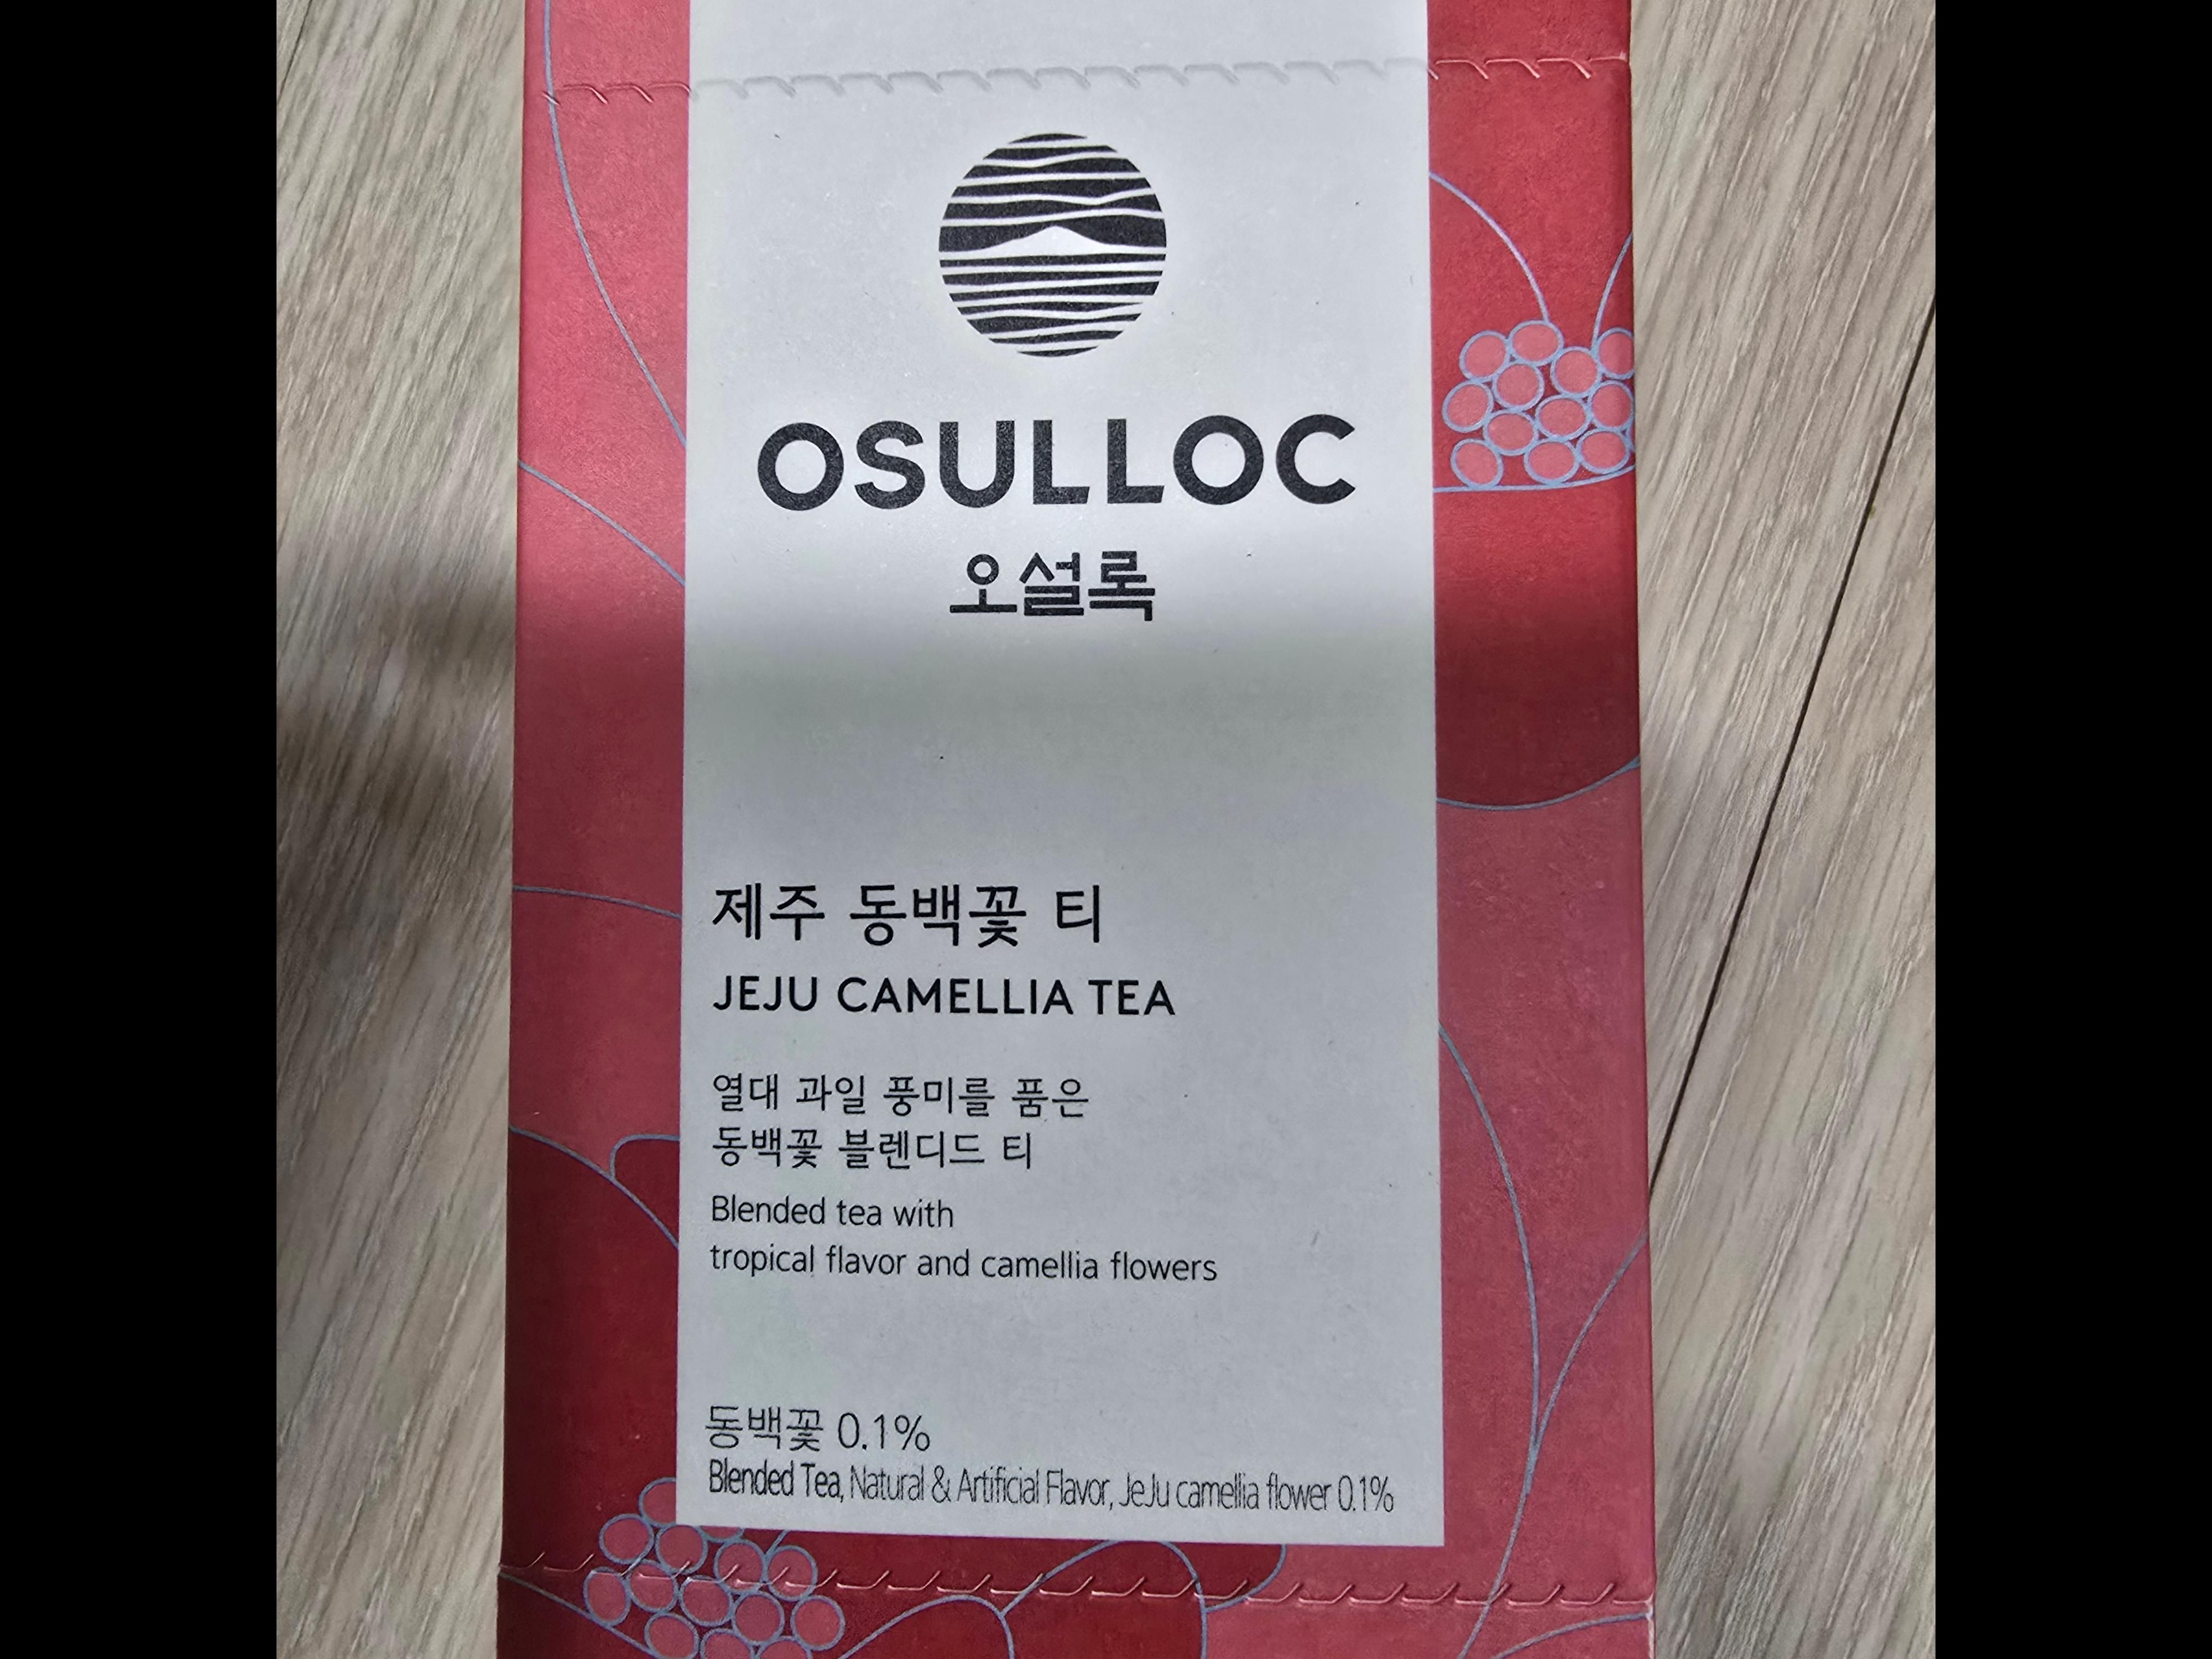 OSULLOC
오설록
제주 동백꽃 티
JEJU CAMELLIA TEA
열대 과일 풍미를 품은
동백꽃 블렌디드 티
Blended tea with
tropical flavor and camellia flowers
동백꽃 0.1%
Blended Tea, Natural & Artificial Flavor, JeJu camellia flower 0.1%